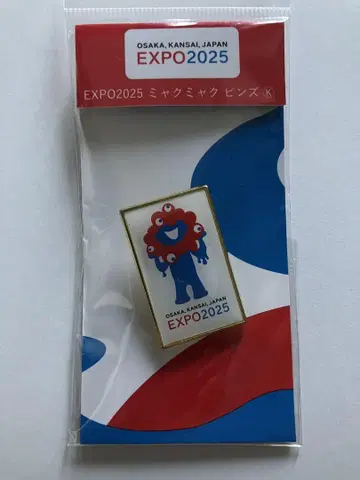 OSAKA, KANSAI, JAPAN
EXPO2025
EXPO2025 ミャクミャク ピンズ Ⓚ
OSAKA, KANSAI, JAPAN
EXPO2025